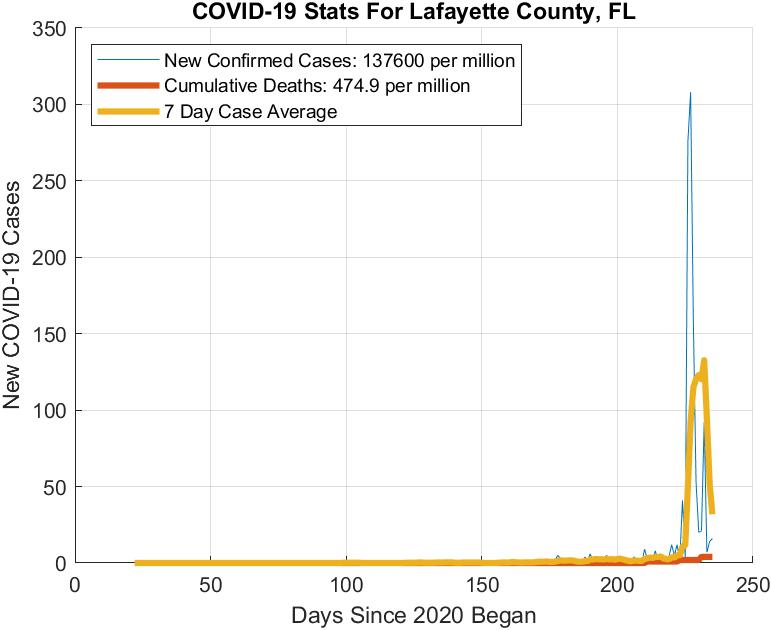 COVID-19 Stats For Lafayette County, FL
New Confirmed Cases: 137600 per million
Cumulative Deaths: 474.9 per million
7 Day Case Average
New COVID-19 Cases
350
300
250
200
150
100
50
0
0 50 100 150 200 250
Days Since 2020 Began